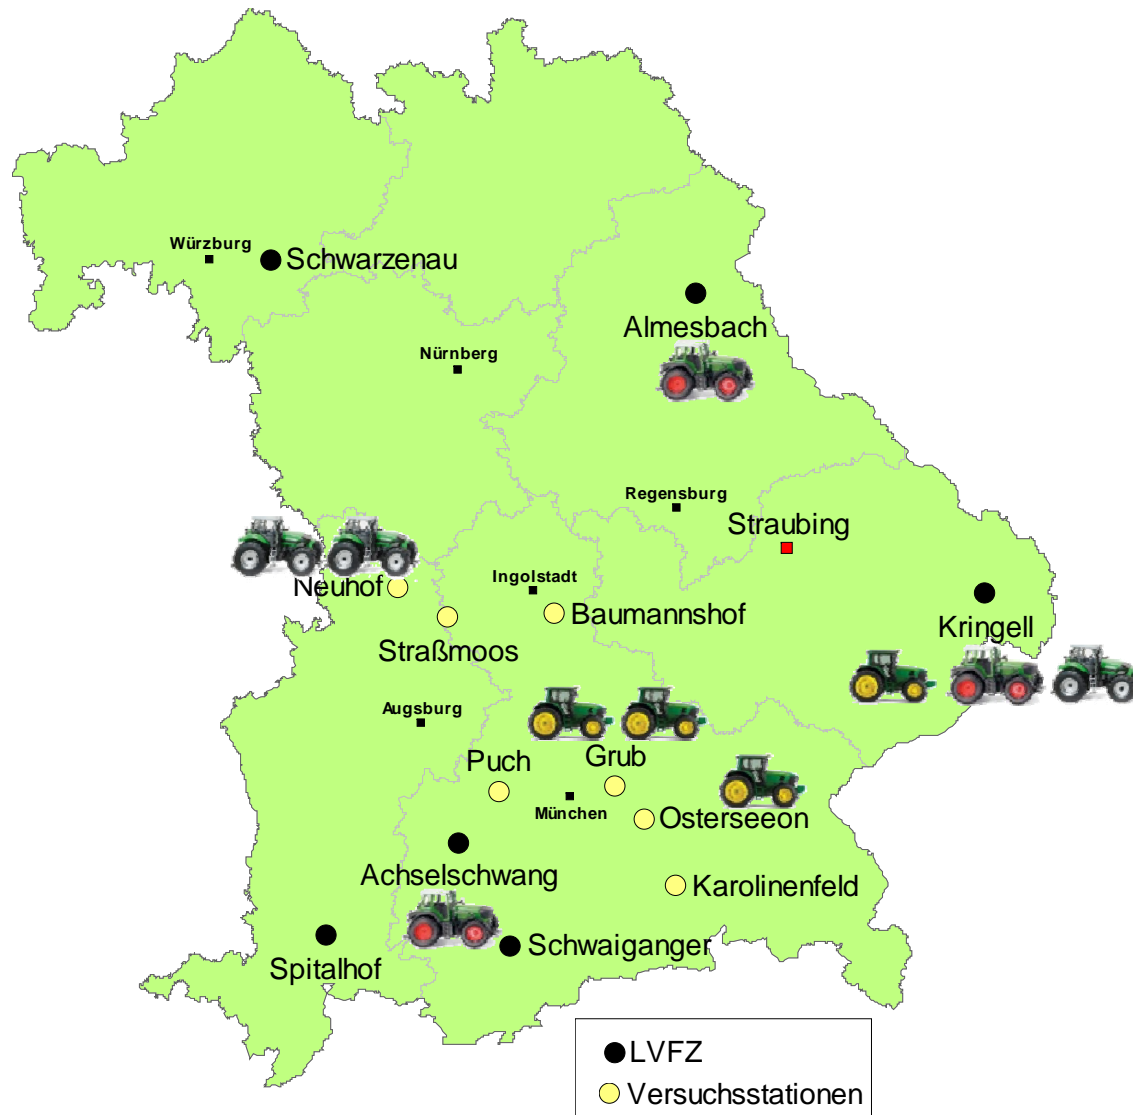 Würzburg
Schwarzenau
Almesbach
Nürnberg
Regensburg
Straubing
Neuhof
Ingolstadt
Baumannshof
Straßmoos
Kringell
Augsburg
Puch
Grub
München
Osterseeon
Achselschwang
Karolinenfeld
Schwaiganger
Spitalhof
LVFZ
Versuchsstationen